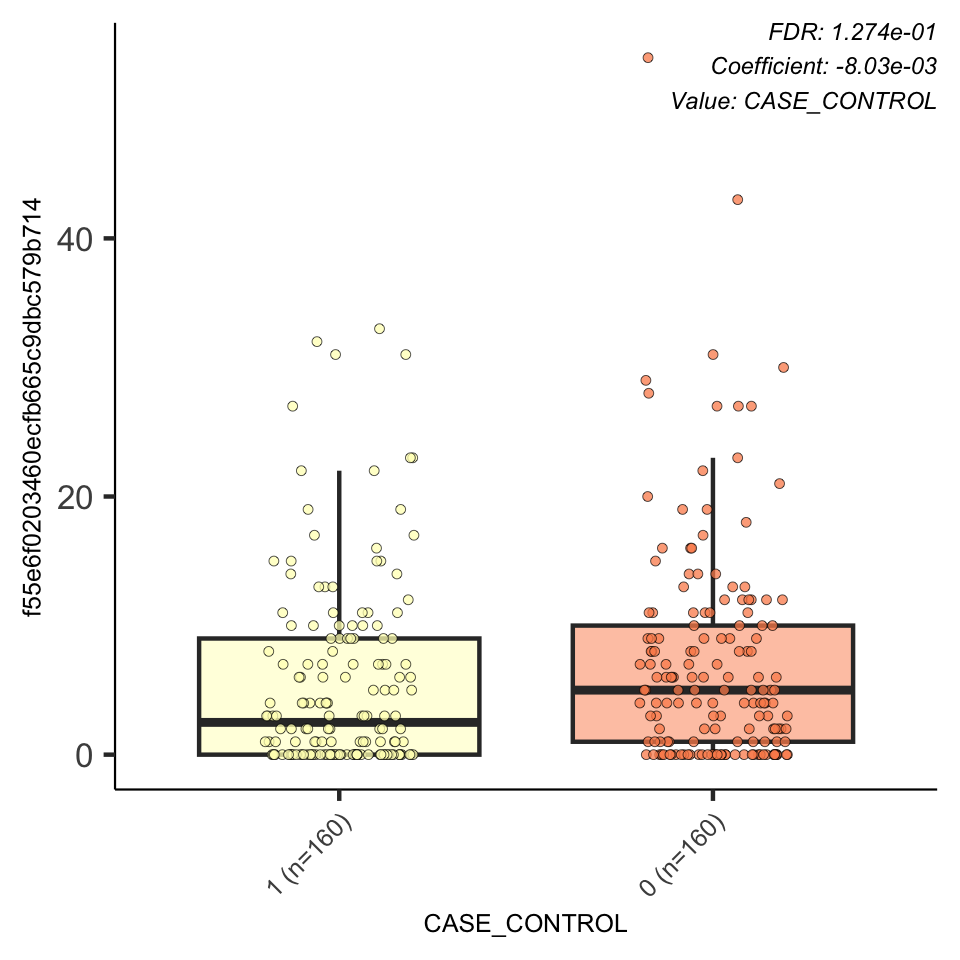 FDR: 1.274e-01
Coefficient: -8.03e-03
Value: CASE_CONTROL
f55e6f0203460ecfb665c9dbc579b714
40
20
0
1 (n=160)
0 (n=160)
CASE_CONTROL